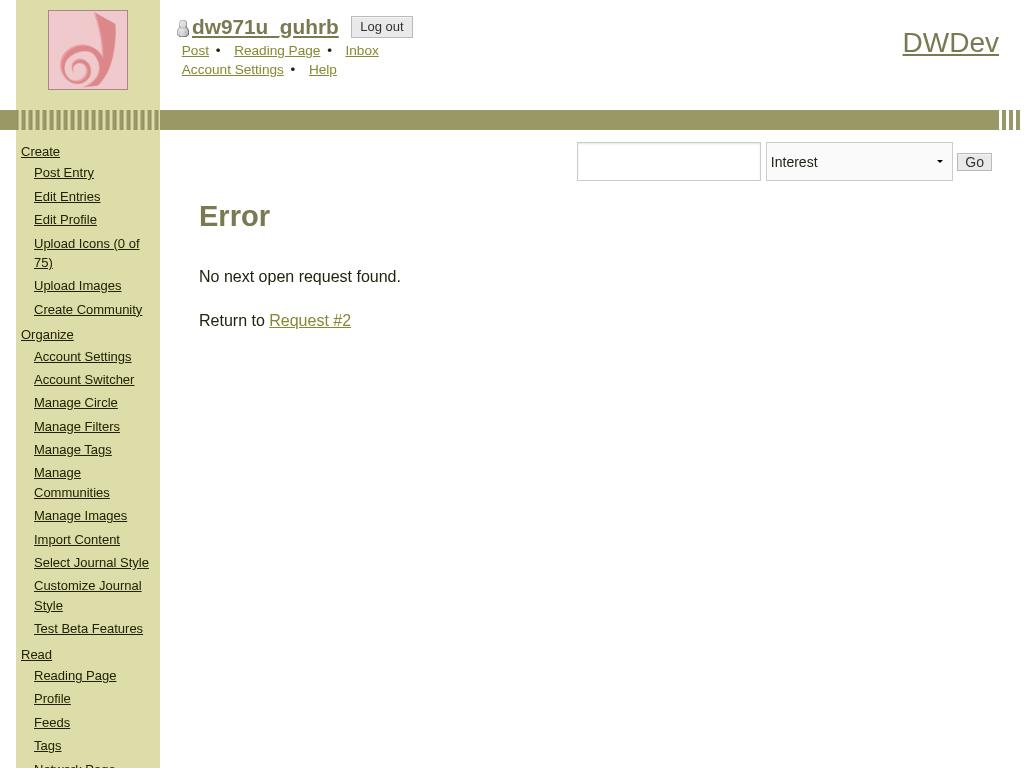 dw971u_guhrb Log out
Post • Reading Page • Inbox
Account Settings • Help
DWDev
Create
Post Entry
Edit Entries
Edit Profile
Upload Icons (0 of
75)
Upload Images
Create Community
Organize
Account Settings
Account Switcher
Manage Circle
Manage Filters
Manage Tags
Manage
Communities
Manage Images
Import Content
Select Journal Style
Customize Journal
Style
Test Beta Features
Read
Reading Page
Profile
Feeds
Tags
Network Page
Interest Go
Error
No next open request found.
Return to Request #2